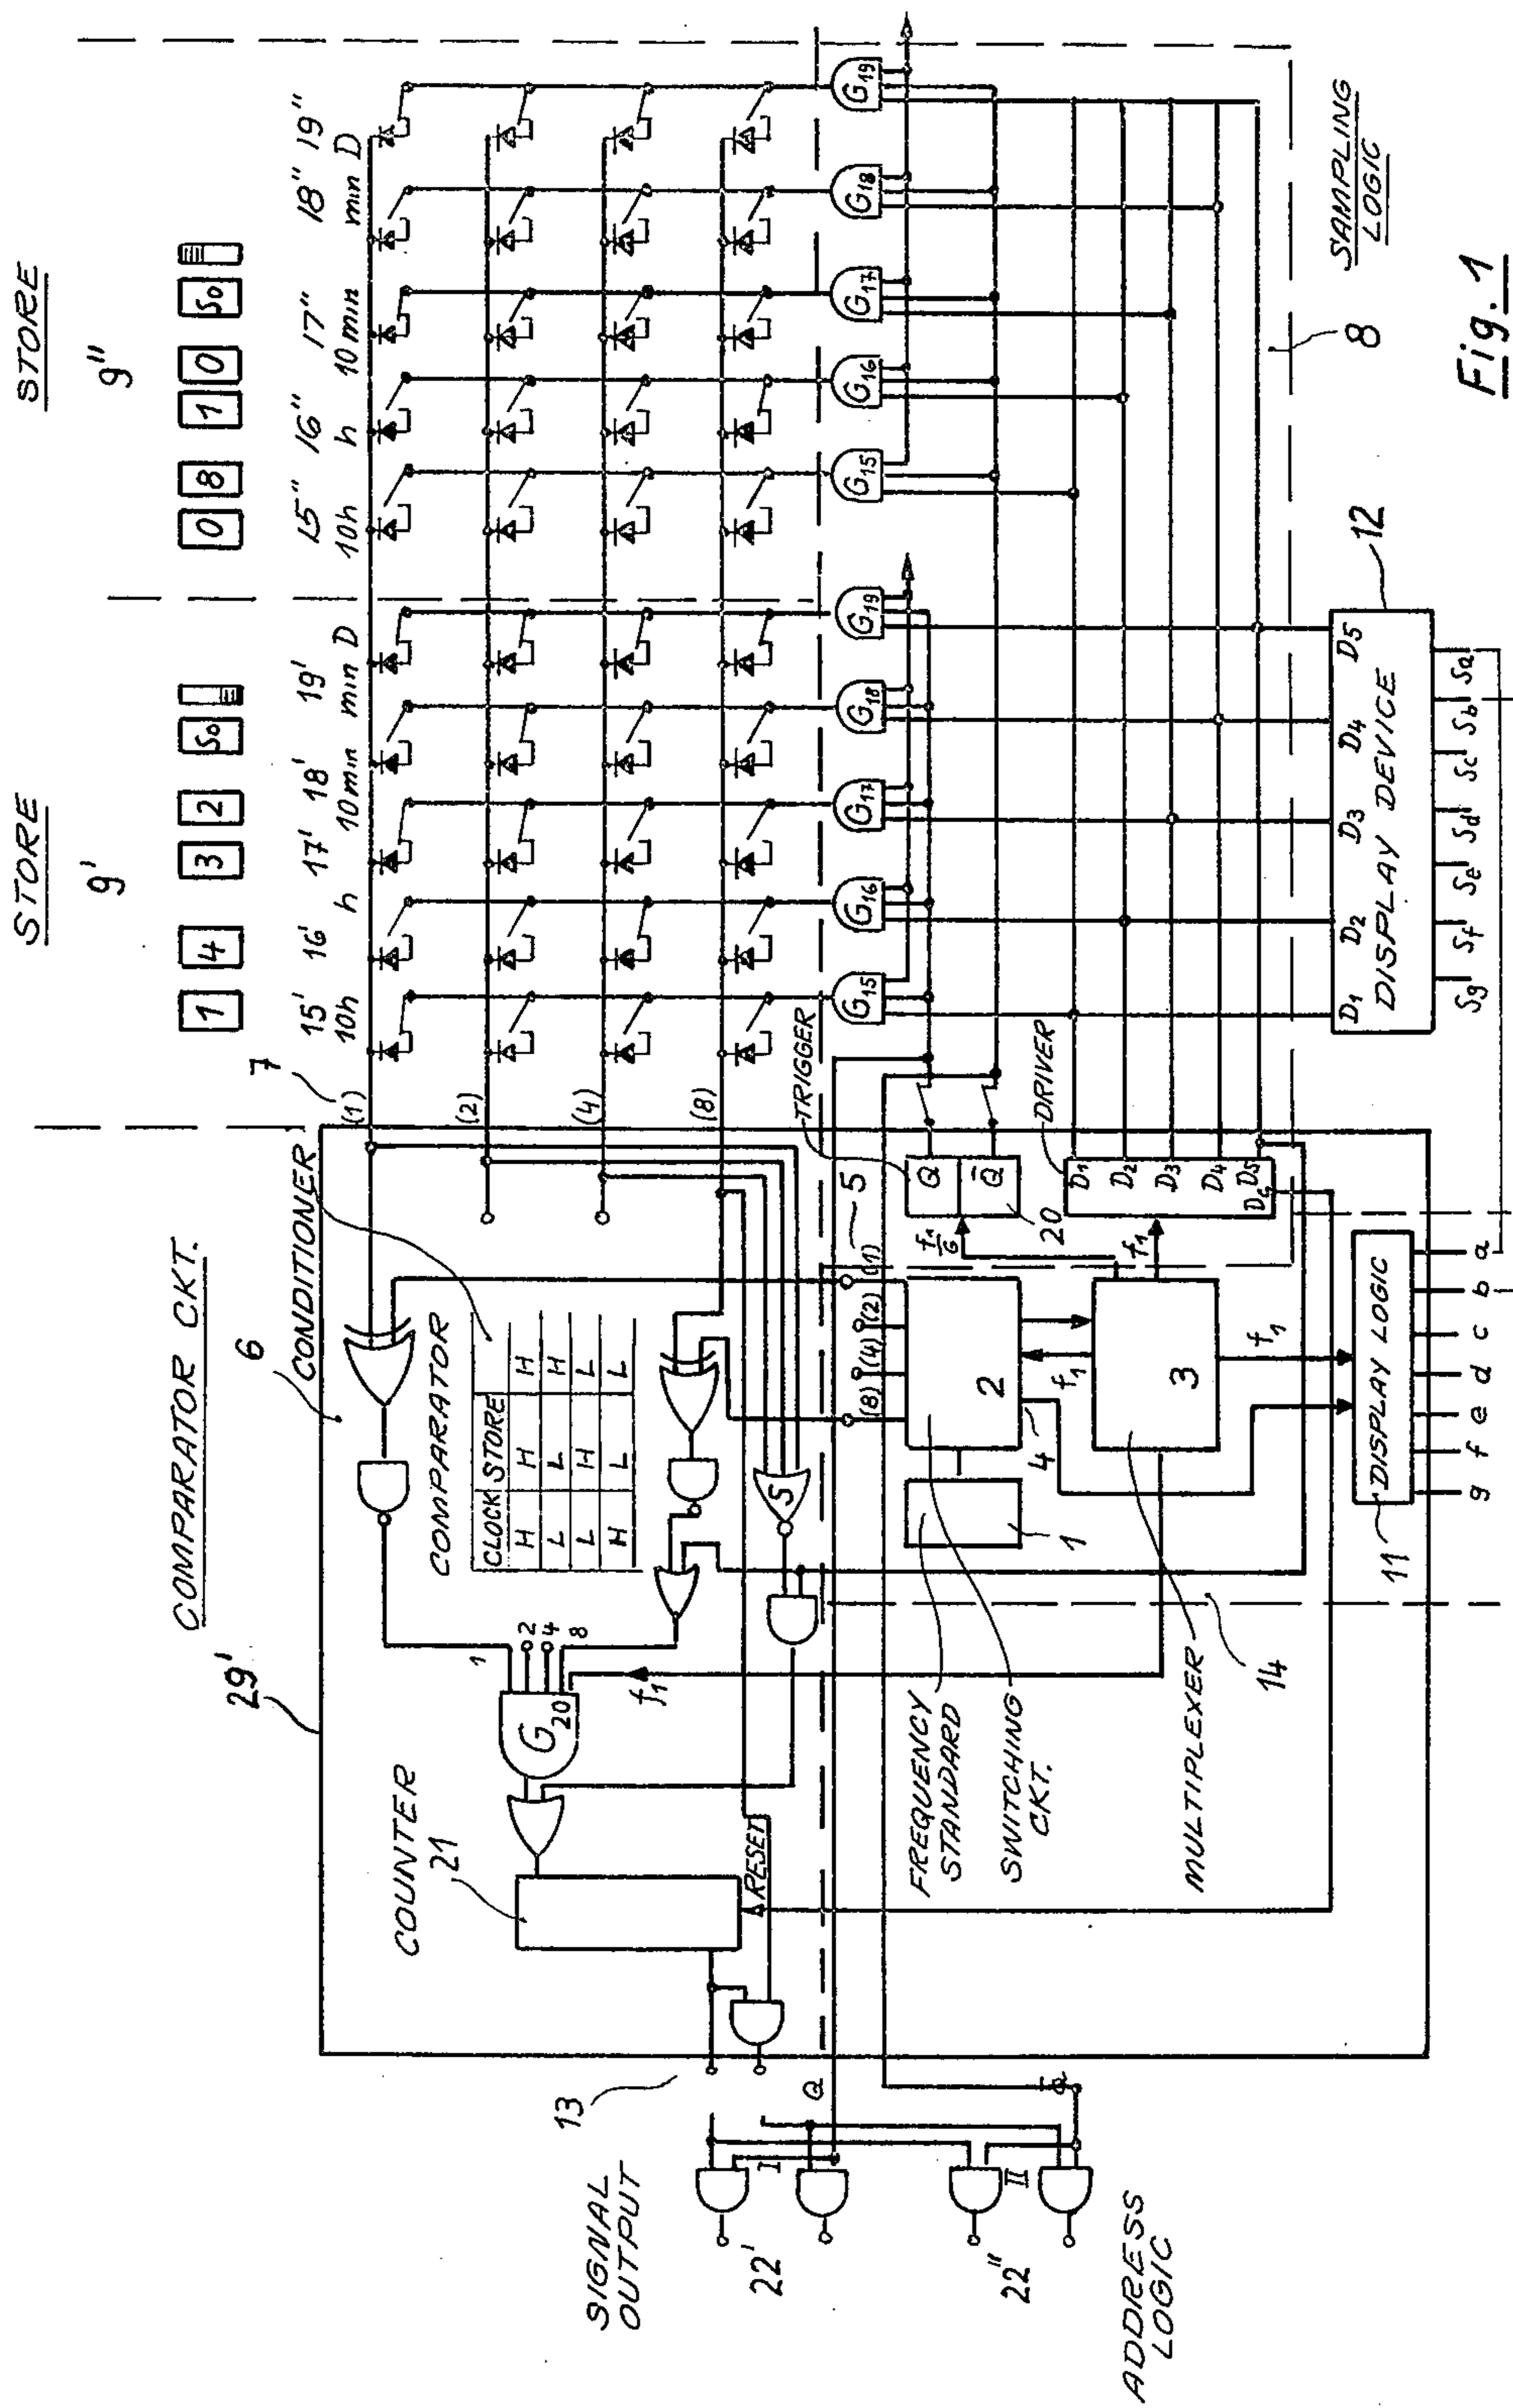 STORE
9'
STORE
9"
1 4 3 2 So
0 8 1 0 So
15' 16' 17' 18' 19'
10h h 10min min D
15" 16" 17" 18" 19"
10h h 10min min D
COMPARATOR CKT.
29'
6
CONDITIONER
7
(1)
(2)
(4)
(8)
COMPARATOR
CLOCK STORE
H H H
L L H
L H L
H L L
COUNTER
21
G20
1
2
4
8
f1
S
RESET
SIGNAL OUTPUT
13
22'
I
Q
22"
II
Q̄
ADDRESS LOGIC
FREQUENCY STANDARD
SWITCHING CKT.
MULTIPLEXER
14
1
2
3
4
5
(8) (4) (2) (1)
f1
f1
f1
f1/6
TRIGGER
Q
Q̄
20
DRIVER
D1
D2
D3
D4
D5
D6
G15 G16 G17 G18 G19
G15 G16 G17 G18 G19
SAMPLING LOGIC
8
DISPLAY LOGIC
11
g f e d c b a
D1 D2 D3 D4 D5
DISPLAY DEVICE
12
Sg Sf Se Sd Sc Sb Sa
Fig. 1